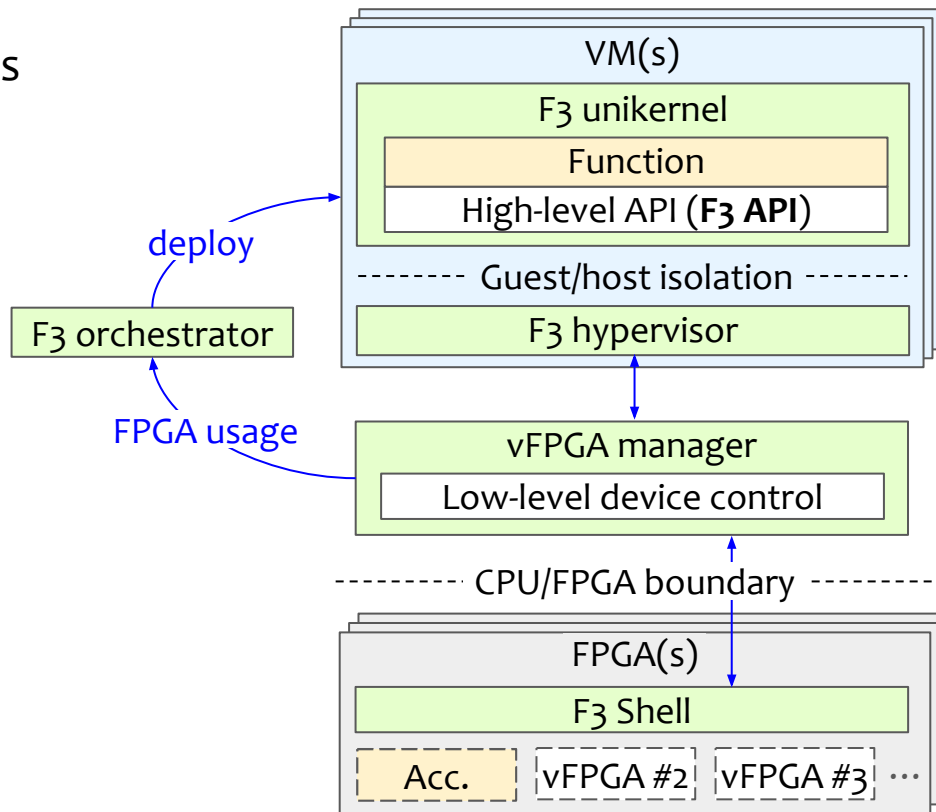 s
VM(s)
F3 unikernel
Function
High-level API (F3 API)
deploy
Guest/host isolation
F3 orchestrator
F3 hypervisor
FPGA usage
vFPGA manager
Low-level device control
CPU/FPGA boundary
FPGA(s)
F3 Shell
Acc.
vFPGA #2
vFPGA #3
...